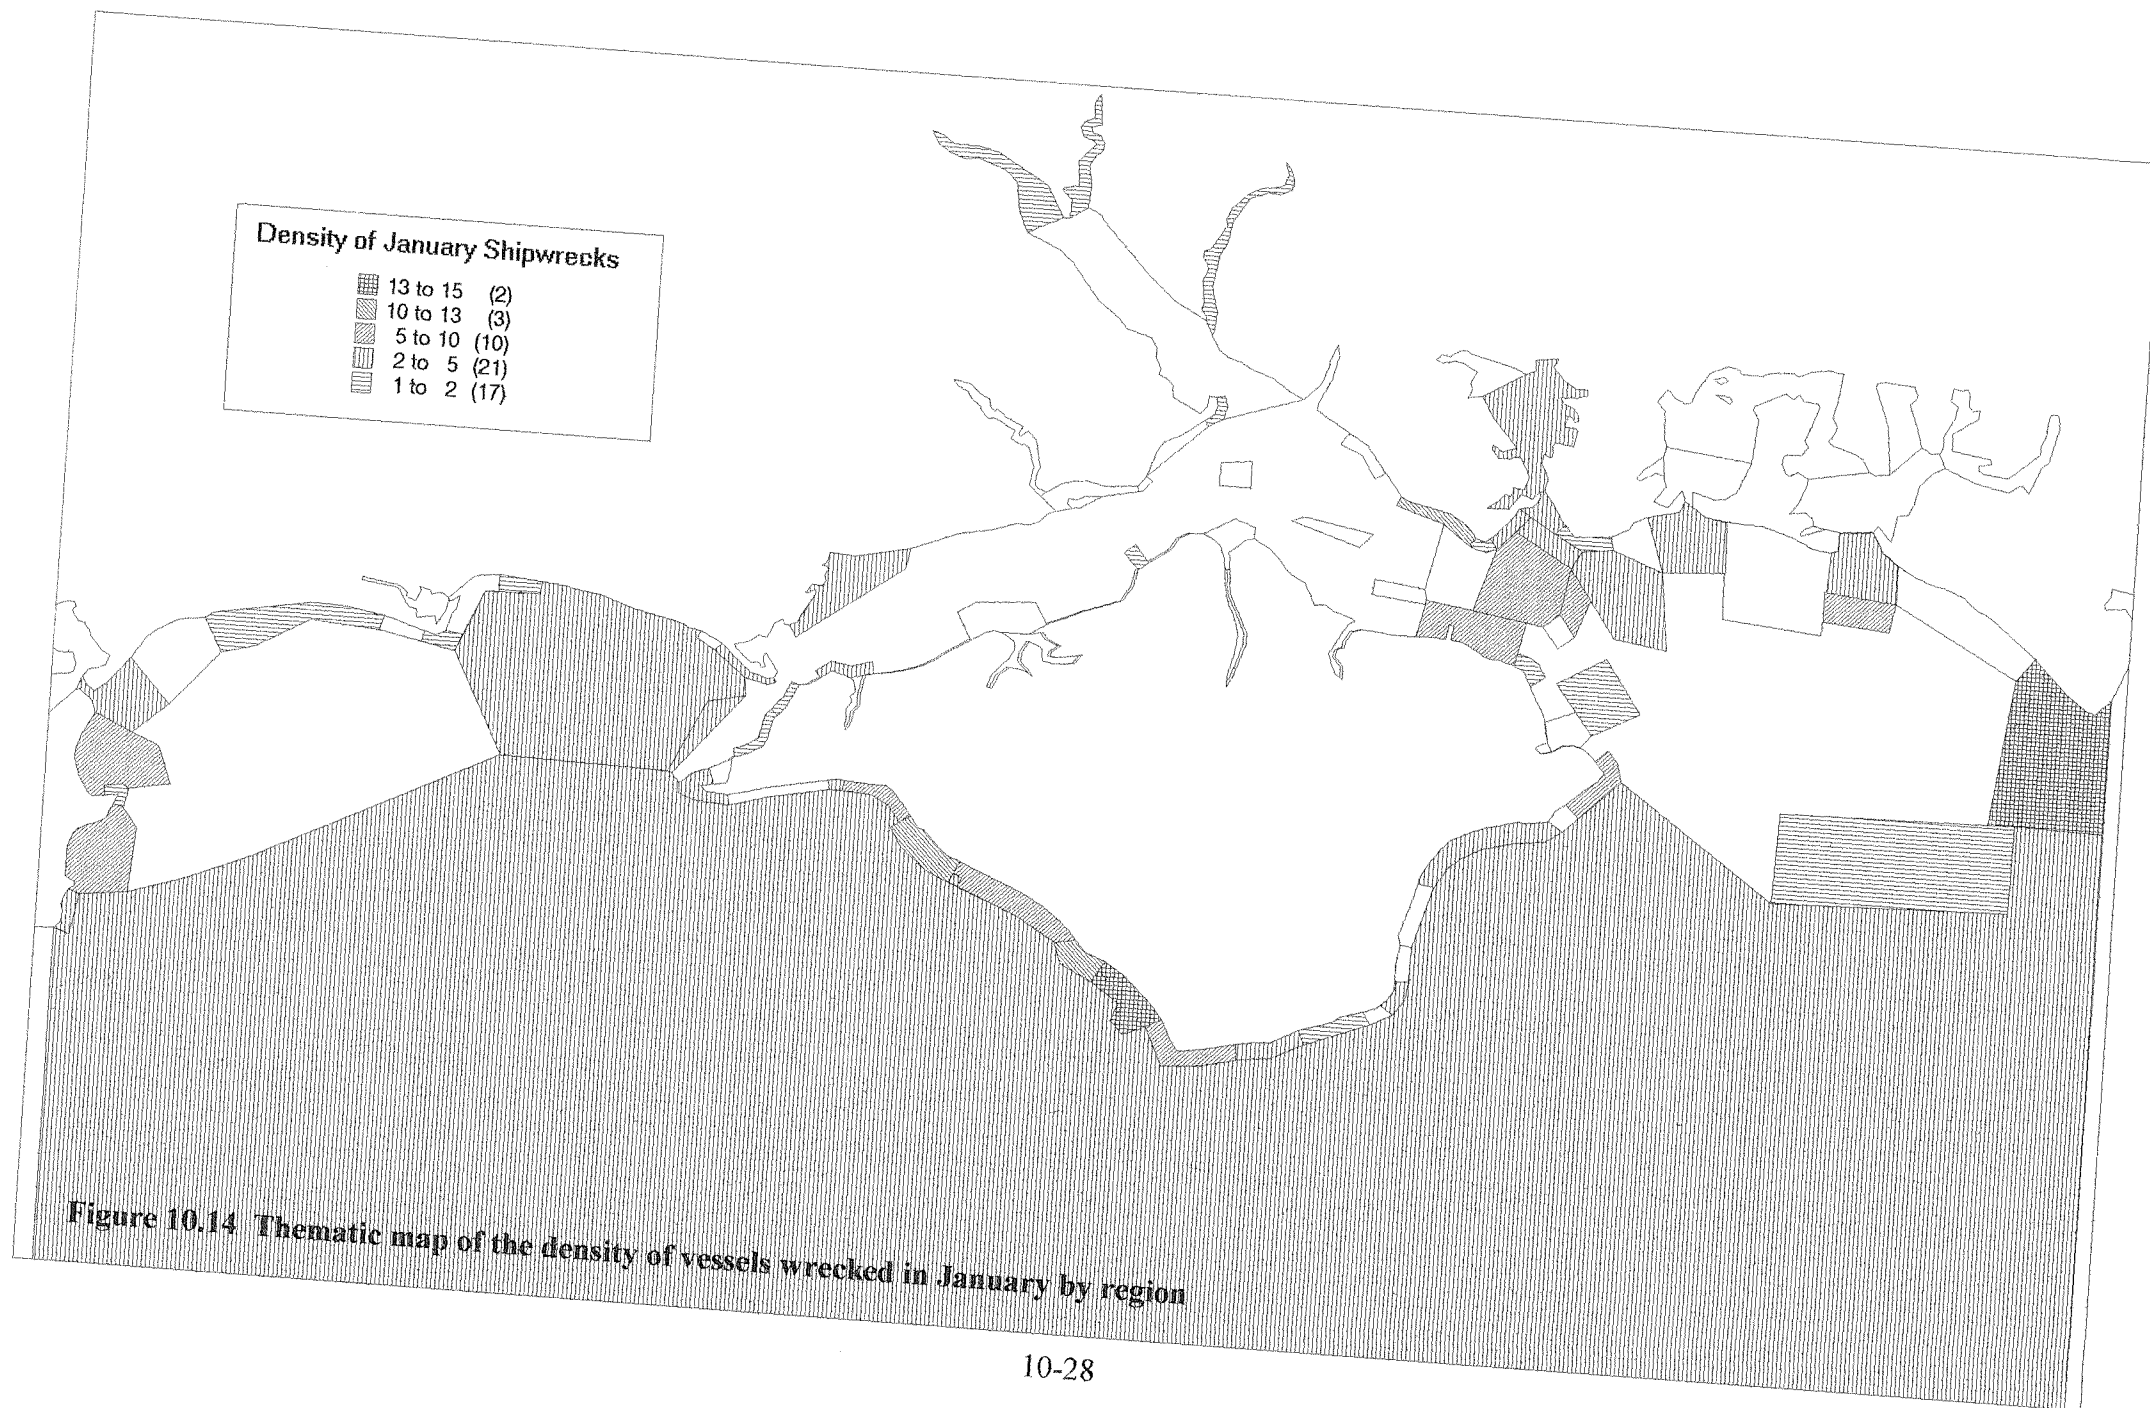 Density of January Shipwrecks
13 to 15 (2)
10 to 13 (3)
5 to 10 (10)
2 to 5 (21)
1 to 2 (17)
Figure 10.14 Thematic map of the density of vessels wrecked in January by region
10-28